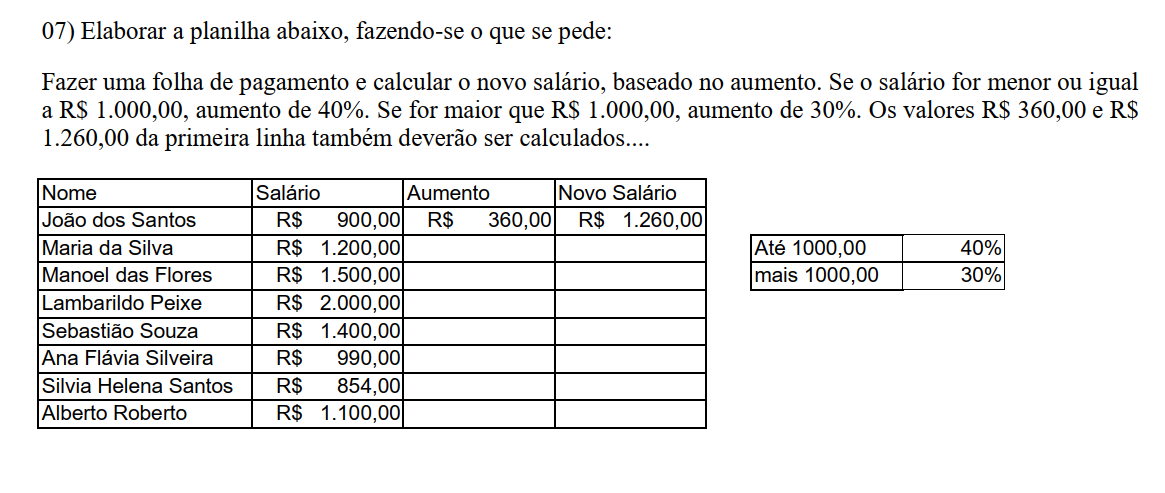 07) Elaborar a planilha abaixo, fazendo-se o que se pede:
Fazer uma folha de pagamento e calcular o novo salário, baseado no aumento. Se o salário for menor ou igual
a R$ 1.000,00, aumento de 40%. Se for maior que R$ 1.000,00, aumento de 30%. Os valores R$ 360,00 e R$
1.260,00 da primeira linha também deverão ser calculados....
Nome Salário Aumento Novo Salário
João dos Santos R$ 900,00 R$ 360,00 R$ 1.260,00
Maria da Silva R$ 1.200,00
Manoel das Flores R$ 1.500,00
Lambarildo Peixe R$ 2.000,00
Sebastião Souza R$ 1.400,00
Ana Flávia Silveira R$ 990,00
Silvia Helena Santos R$ 854,00
Alberto Roberto R$ 1.100,00
Até 1000,00 40%
mais 1000,00 30%